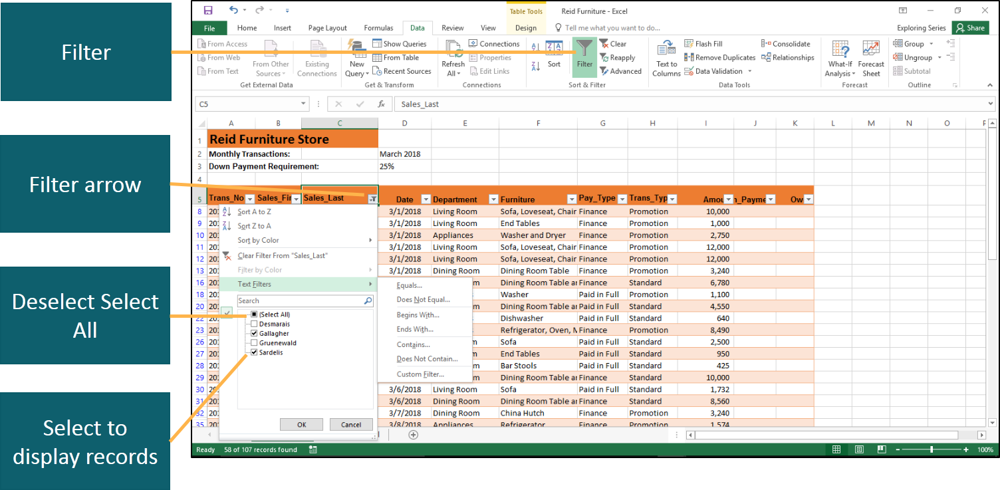 Filter
Filter arrow
Deselect Select
All
Select to
display records
Table Tools
Reid Furniture - Excel
File Home Insert Page Layout Formulas Data Review View Design Tell me what you want to do... Exploring Series Share
From Access
From Web
From Text
From Other
Sources
Get External Data
Existing
Connections
New
Query
Show Queries
From Table
Recent Sources
Get & Transform
Refresh
All
Connections
Properties
Edit Links
Connections
Sort
Filter
Clear
Reapply
Advanced
Sort & Filter
Text to
Columns
Flash Fill
Remove Duplicates
Data Validation
Consolidate
Relationships
Data Tools
What-If
Analysis
Forecast
Sheet
Forecast
Group
Ungroup
Subtotal
Outline
C5 fx Sales_Last
A B C D E F G H I J K L M N O P
1 Reid Furniture Store
2 Monthly Transactions: March 2018
3 Down Payment Requirement: 25%
4
5 Trans_No Sales_Fir Sales_Last Date Department Furniture Pay_Type Trans_Typ Amou n_Payme Ow
8 201 3/1/2018 Living Room Sofa, Loveseat, Chair Finance Promotion 10,000
9 201 3/1/2018 Living Room End Tables Finance Promotion 1,000
10 201 3/1/2018 Appliances Washer and Dryer Finance Promotion 2,750
11 201 3/1/2018 Living Room Sofa, Loveseat, Chair Finance Promotion 12,000
12 201 3/1/2018 Living Room Sofa, Loveseat, Chair Finance Promotion 12,000
13 201 3/1/2018 Dining Room Dining Room Table Finance Promotion 3,240
16 201 m Dining Room Table ar Finance Standard 6,780
18 201 Washer Paid in Full Promotion 1,100
20 201 m Dining Room Table ar Paid in Full Standard 4,550
22 201 Dishwasher Paid in Full Standard 640
23 201 Refrigerator, Oven, M Finance Promotion 8,490
26 201 m Sofa Paid in Full Standard 2,500
27 201 m End Tables Paid in Full Standard 950
28 201 m Bar Stools Paid in Full Standard 425
29 201 m Dining Room Table ar Finance Standard 10,000
30 201 3/6/2018 Living Room Sofa Paid in Full Standard 1,732
31 201 3/6/2018 Dining Room Dining Room Table ar Finance Standard 8,560
32 201 3/7/2018 Dining Room China Hutch Finance Promotion 3,240
35 201 3/8/2018 Appliances Refrigerator Finance Promotion 1,574
Sort A to Z
Sort Z to A
Sort by Color
Clear Filter From "Sales_Last"
Filter by Color
Text Filters
Search
(Select All)
Desmarais
Gallagher
Gruenewald
Sardelis
OK Cancel
Equals...
Does Not Equal...
Begins With...
Ends With...
Contains...
Does Not Contain...
Custom Filter...
Ready 58 of 107 records found 100%